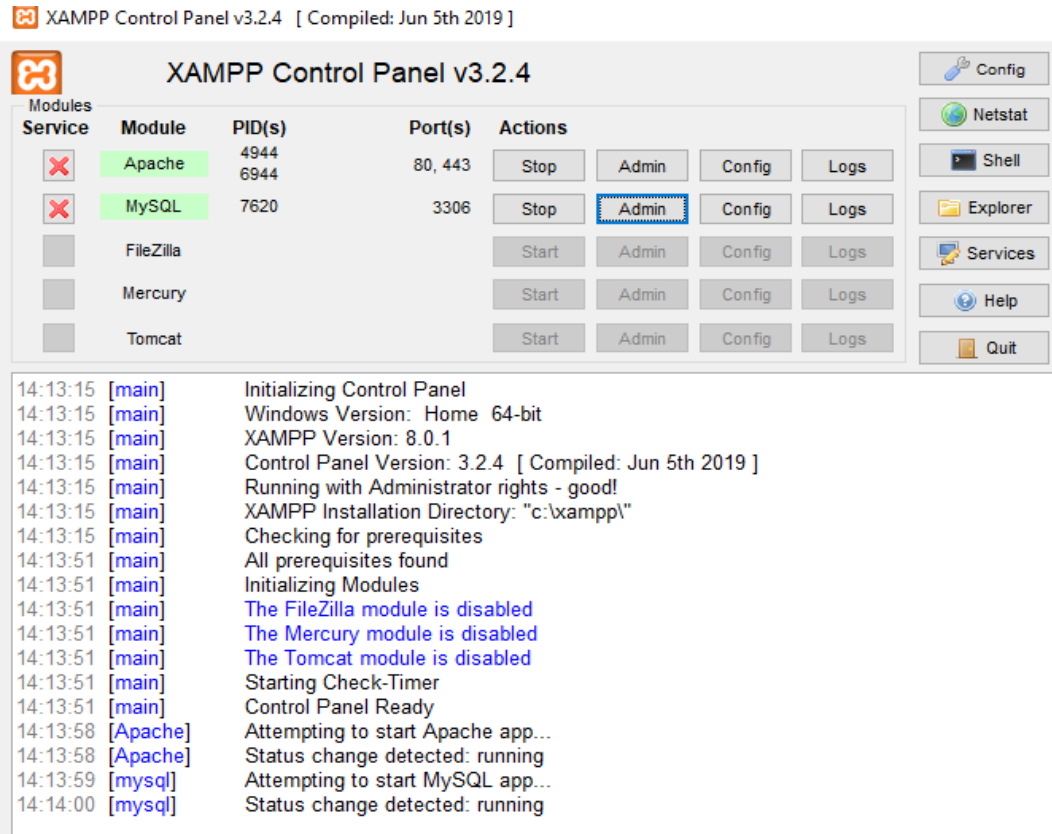 XAMPP Control Panel v3.2.4 [ Compiled: Jun 5th 2019 ]
XAMPP Control Panel v3.2.4
Config
Modules
Service Module PID(s) Port(s) Actions
Netstat
Apache 4944 6944 80, 443 Stop Admin Config Logs
Shell
MySQL 7620 3306 Stop Admin Config Logs
Explorer
FileZilla Start Admin Config Logs
Services
Mercury Start Admin Config Logs
Help
Tomcat Start Admin Config Logs
Quit
14:13:15 [main] Initializing Control Panel
14:13:15 [main] Windows Version: Home 64-bit
14:13:15 [main] XAMPP Version: 8.0.1
14:13:15 [main] Control Panel Version: 3.2.4 [ Compiled: Jun 5th 2019 ]
14:13:15 [main] Running with Administrator rights - good!
14:13:15 [main] XAMPP Installation Directory: "c:\xampp\"
14:13:15 [main] Checking for prerequisites
14:13:51 [main] All prerequisites found
14:13:51 [main] Initializing Modules
14:13:51 [main] The FileZilla module is disabled
14:13:51 [main] The Mercury module is disabled
14:13:51 [main] The Tomcat module is disabled
14:13:51 [main] Starting Check-Timer
14:13:51 [main] Control Panel Ready
14:13:58 [Apache] Attempting to start Apache app...
14:13:58 [Apache] Status change detected: running
14:13:59 [mysql] Attempting to start MySQL app...
14:14:00 [mysql] Status change detected: running